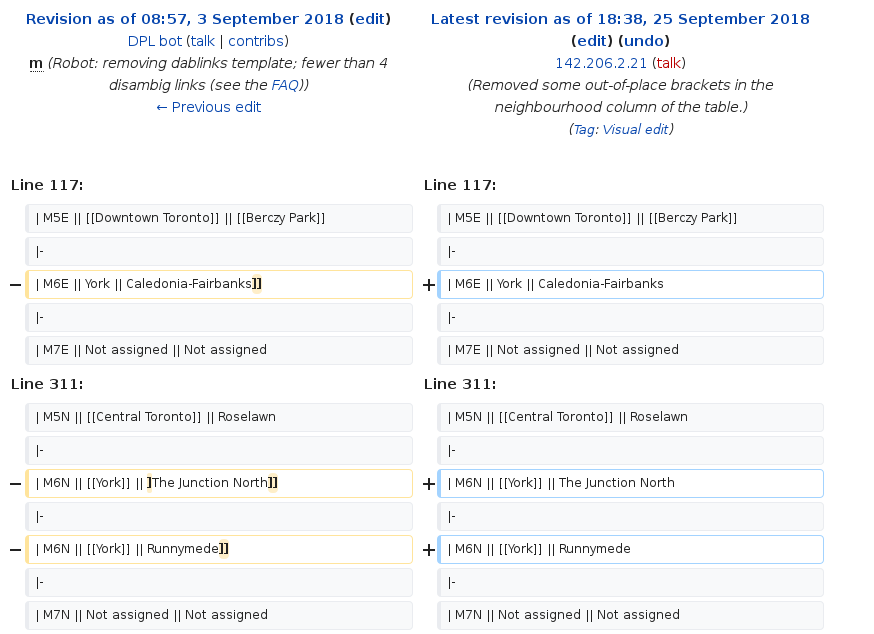 Revision as of 08:57, 3 September 2018 (edit)
DPL bot (talk | contribs)
m (Robot: removing dablinks template; fewer than 4
disambig links (see the FAQ))
← Previous edit
Latest revision as of 18:38, 25 September 2018
(edit) (undo)
142.206.2.21 (talk)
(Removed some out-of-place brackets in the
neighbourhood column of the table.)
(Tag: Visual edit)
Line 117:
Line 117:
| M5E || [[Downtown Toronto]] || [[Berczy Park]]
| M5E || [[Downtown Toronto]] || [[Berczy Park]]
|-
|-
− | M6E || York || Caledonia-Fairbanks]]
+ | M6E || York || Caledonia-Fairbanks
|-
|-
| M7E || Not assigned || Not assigned
| M7E || Not assigned || Not assigned
Line 311:
Line 311:
| M5N || [[Central Toronto]] || Roselawn
| M5N || [[Central Toronto]] || Roselawn
|-
|-
− | M6N || [[York]] || ]The Junction North]]
+ | M6N || [[York]] || The Junction North
|-
|-
− | M6N || [[York]] || Runnymede]]
+ | M6N || [[York]] || Runnymede
|-
|-
| M7N || Not assigned || Not assigned
| M7N || Not assigned || Not assigned